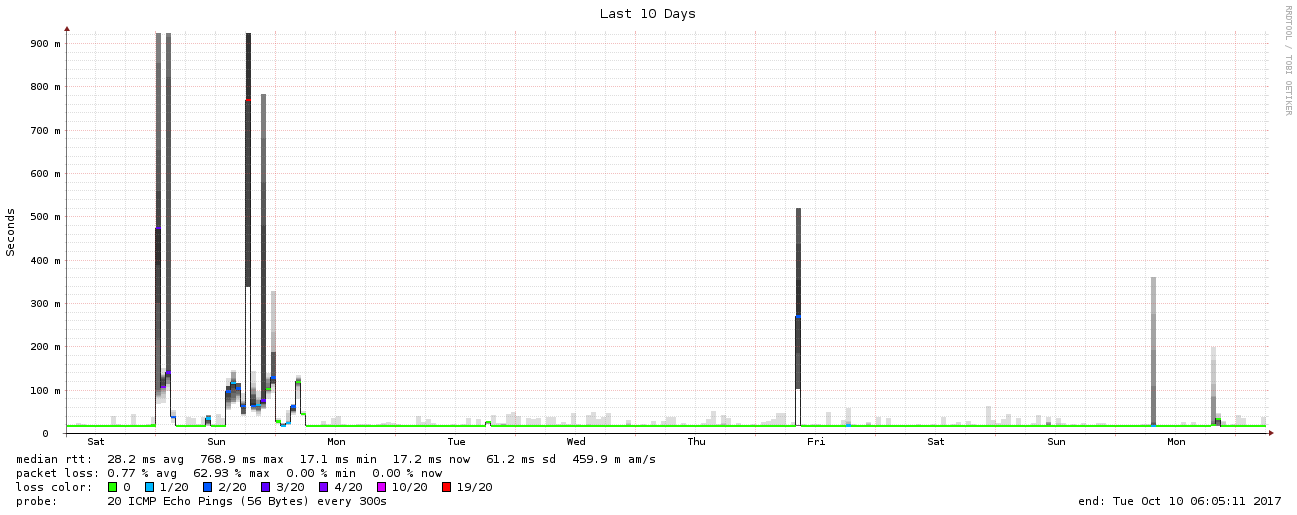 Last 10 Days
RRDTOOL / TOBI OETIKER
Seconds
900 m
800 m
700 m
600 m
500 m
400 m
300 m
200 m
100 m
0
Sat Sun Mon Tue Wed Thu Fri Sat Sun Mon
median rtt: 28.2 ms avg 768.9 ms max 17.1 ms min 17.2 ms now 61.2 ms sd 459.9 m am/s
packet loss: 0.77 % avg 62.93 % max 0.00 % min 0.00 % now
loss color: 0 1/20 2/20 3/20 4/20 10/20 19/20
probe: 20 ICMP Echo Pings (56 Bytes) every 300s end: Tue Oct 10 06:05:11 2017